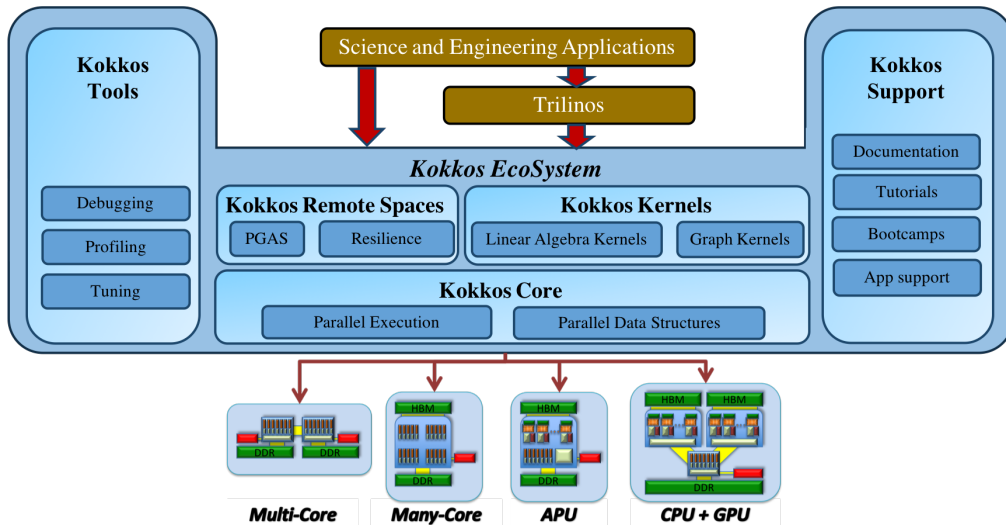 Kokkos
Tools
Debugging
Profiling
Tuning
Science and Engineering Applications
Trilinos
Kokkos EcoSystem
Kokkos Remote Spaces
PGAS
Resilience
Kokkos Kernels
Linear Algebra Kernels
Graph Kernels
Kokkos Core
Parallel Execution
Parallel Data Structures
Kokkos
Support
Documentation
Tutorials
Bootcamps
App support
DDR
DDR
Multi-Core
HBM
DDR
Many-Core
HBM
DDR
APU
HBM
HBM
DDR
CPU + GPU